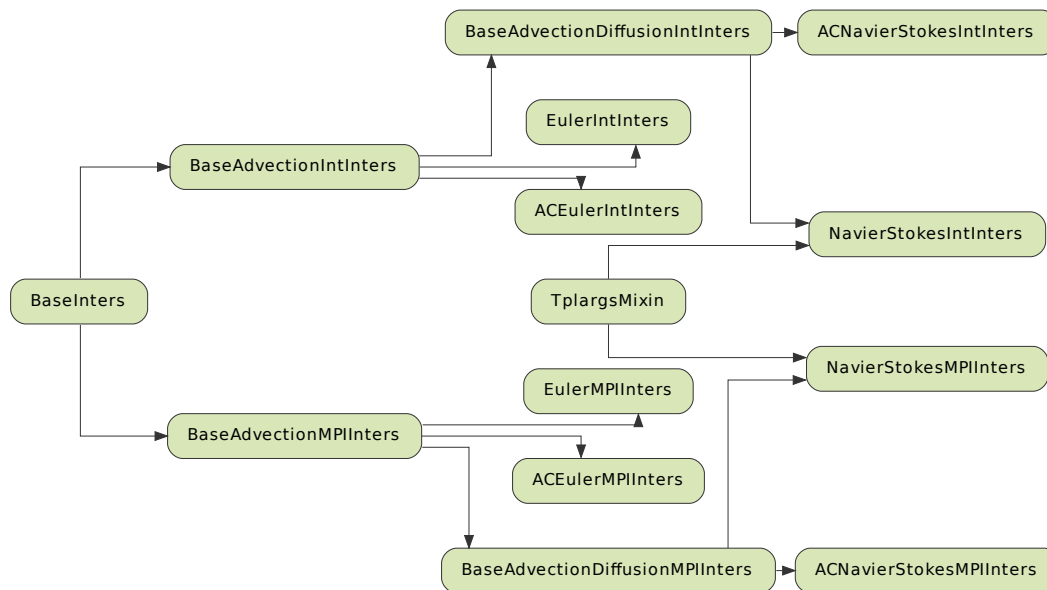 BaseAdvectionDiffusionIntInters
ACNavierStokesIntInters
EulerIntInters
BaseAdvectionIntInters
ACEulerIntInters
NavierStokesIntInters
BaseInters
TplargsMixin
NavierStokesMPIInters
EulerMPIInters
BaseAdvectionMPIInters
ACEulerMPIInters
BaseAdvectionDiffusionMPIInters
ACNavierStokesMPIInters